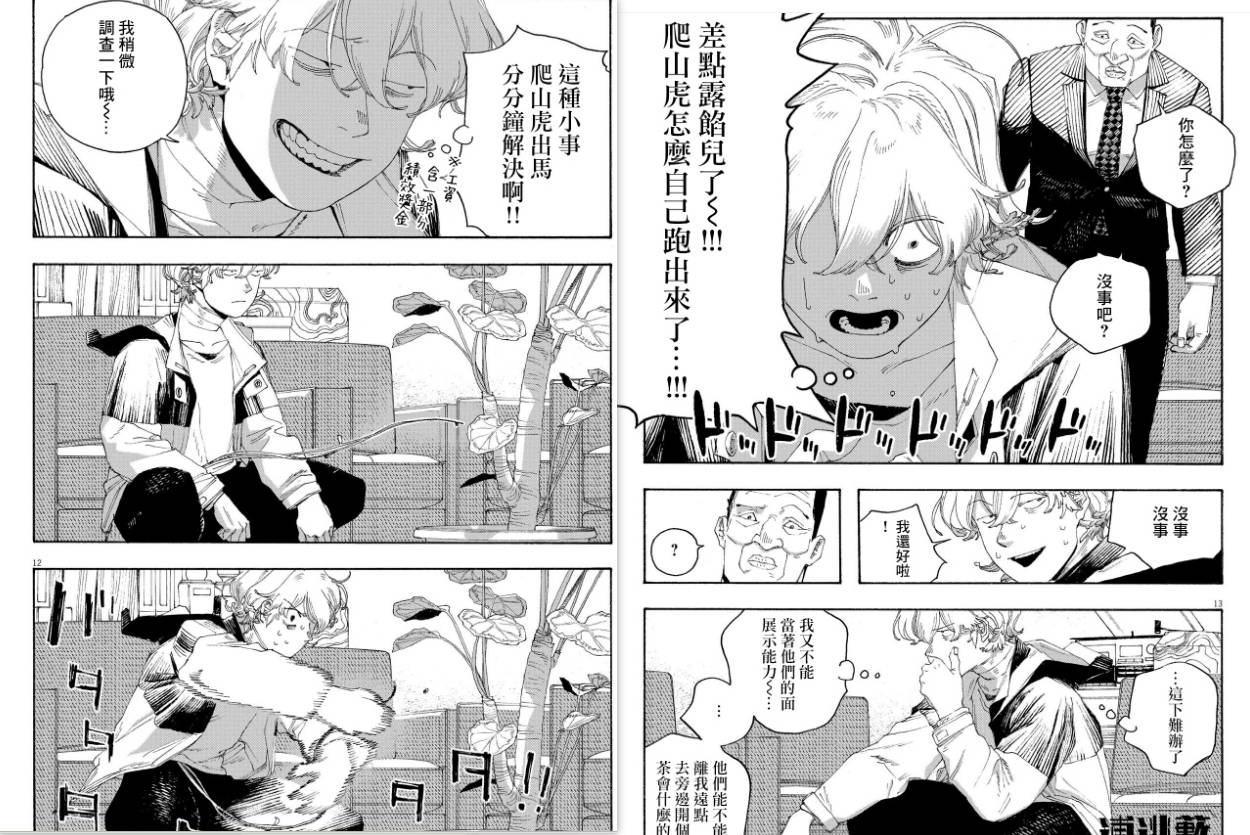 這種小事
爬山虎出馬
分分鐘解決啊!!
※工資
含一部分
績效獎金
我稍微
調查一下哦〜…
12
ガタガタ!!
你怎麼了?
沒事吧?
差點露餡兒了〜!!!
爬山虎怎麼自己跑出來了…!!!
ドッドッドッドッドッド
沒事
沒事
我還好啦
!
?
13
…這下難辦了
我又不能
當著他們的面
展示能力〜…
…
他們能不能
離我遠點
去旁邊開個
茶會什麼的